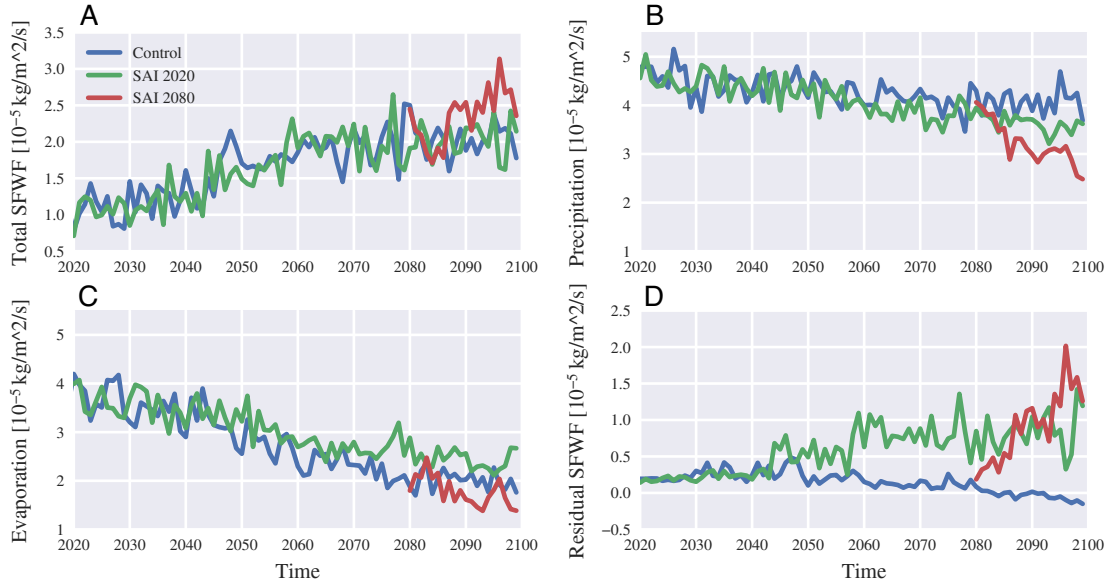 A
Total SFWF [10⁻⁵ kg/m^2/s]
3.5
3.0
2.5
2.0
1.5
1.0
0.5
Control
SAI 2020
SAI 2080
2020 2030 2040 2050 2060 2070 2080 2090 2100
B
Precipitation [10⁻⁵ kg/m^2/s]
5
4
3
2
1
2020 2030 2040 2050 2060 2070 2080 2090 2100
C
Evaporation [10⁻⁵ kg/m^2/s]
5
4
3
2
1
2020 2030 2040 2050 2060 2070 2080 2090 2100
Time
D
Residual SFWF [10⁻⁵ kg/m^2/s]
2.5
2.0
1.5
1.0
0.5
0.0
−0.5
2020 2030 2040 2050 2060 2070 2080 2090 2100
Time